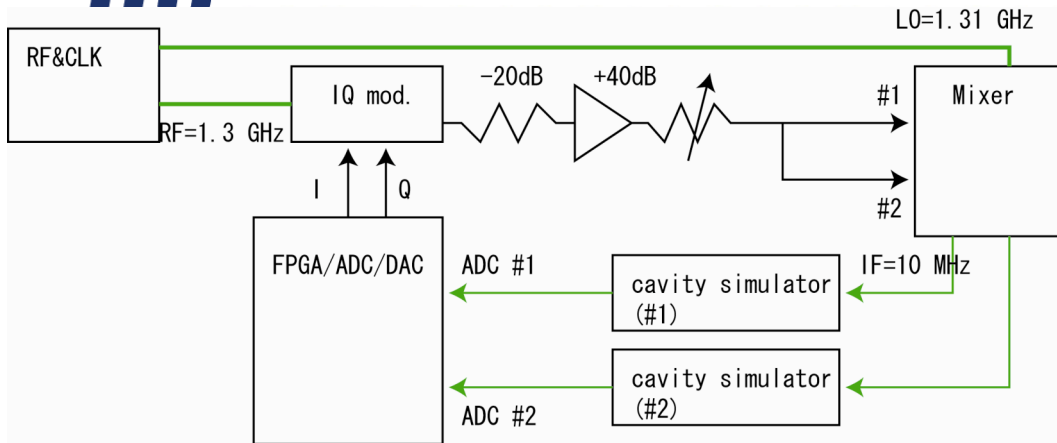 LO=1.31 GHz
RF&CLK
IQ mod.
-20dB
+40dB
#1
Mixer
RF=1.3 GHz
#2
I
Q
FPGA/ADC/DAC
ADC #1
cavity simulator
(#1)
IF=10 MHz
cavity simulator
(#2)
ADC #2